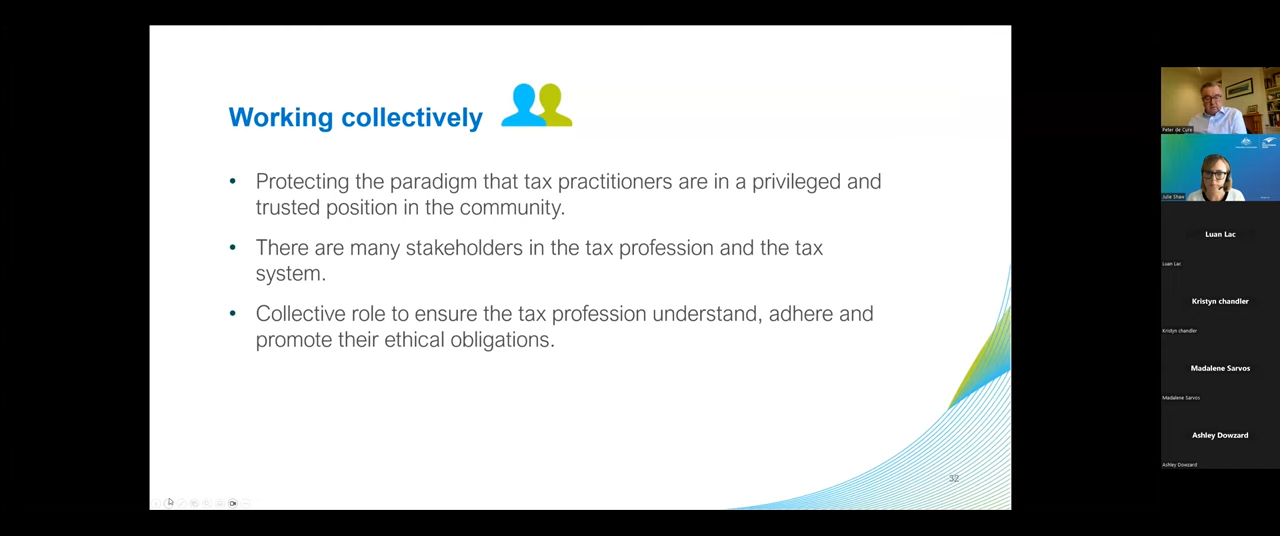 Working collectively
• Protecting the paradigm that tax practitioners are in a privileged and
trusted position in the community.
• There are many stakeholders in the tax profession and the tax
system.
• Collective role to ensure the tax profession understand, adhere and
promote their ethical obligations.
32
Peter de Cure
Julie Shaw
Luan Lac
Luan Lac
Kristyn chandler
Kristyn chandler
Madalene Sarvos
Madalene Sarvos
Ashley Dowzard
Ashley Dowzard